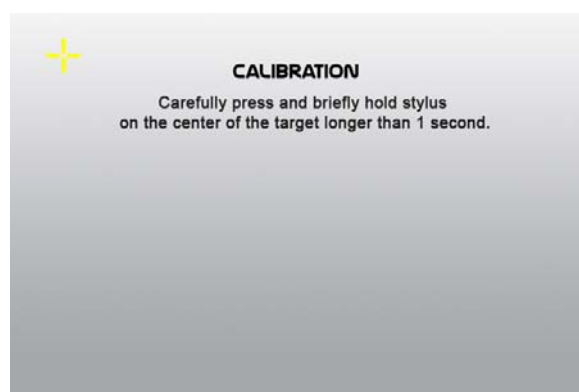 CALIBRATION
Carefully press and briefly hold stylus
on the center of the target longer than 1 second.